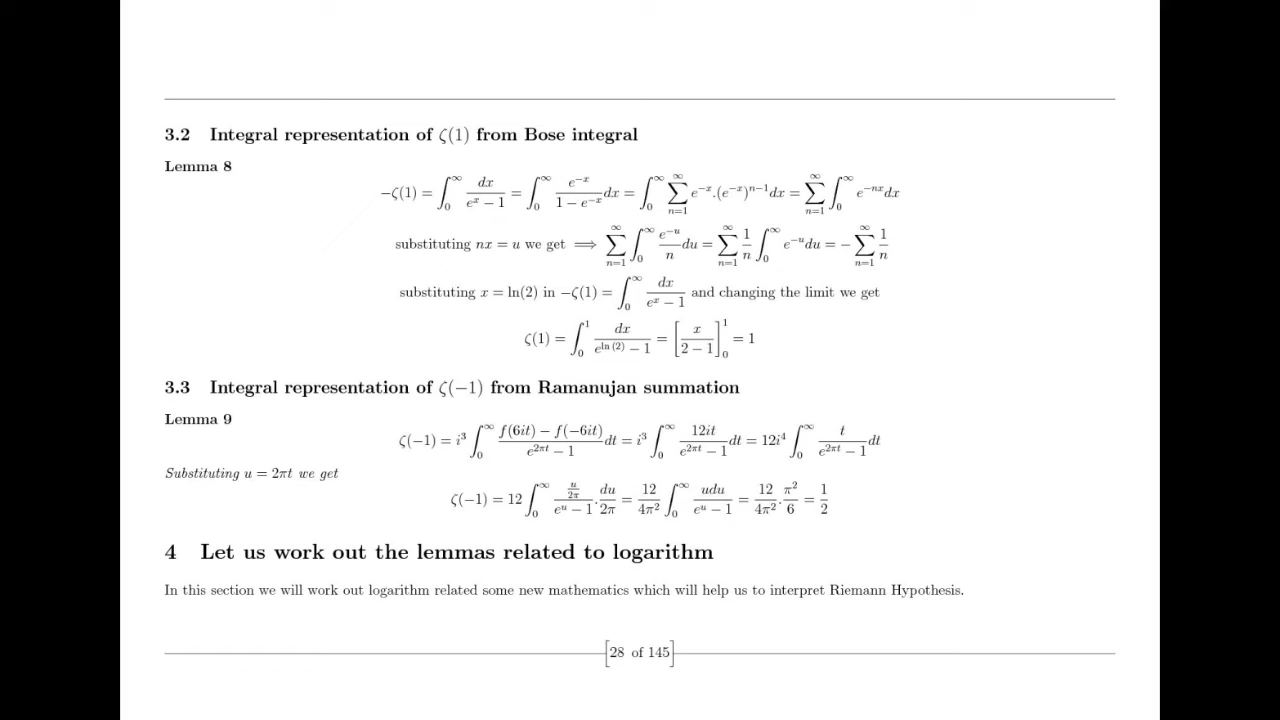 3.2 Integral representation of ζ(1) from Bose integral
Lemma 8
−ζ(1) = ∫_0^∞ dx/(e^x − 1) = ∫_0^∞ e^{−x}/(1 − e^{−x}) dx = ∫_0^∞ ∑_{n=1}^∞ e^{−x}.(e^{−x})^{n−1}dx = ∑_{n=1}^∞ ∫_0^∞ e^{−nx}dx
substituting nx = u we get ⟹ ∑_{n=1}^∞ ∫_0^∞ e^{−u}/n du = ∑_{n=1}^∞ 1/n ∫_0^∞ e^{−u}du = − ∑_{n=1}^∞ 1/n
substituting x = ln(2) in −ζ(1) = ∫_0^∞ dx/(e^x − 1) and changing the limit we get
ζ(1) = ∫_0^1 dx/(e^{ln (2)} − 1) = [x/(2 − 1)]_0^1 = 1
3.3 Integral representation of ζ(−1) from Ramanujan summation
Lemma 9
ζ(−1) = i^3 ∫_0^∞ (f(6it) − f(−6it))/(e^{2πt} − 1) dt = i^3 ∫_0^∞ 12it/(e^{2πt} − 1) dt = 12i^4 ∫_0^∞ t/(e^{2πt} − 1) dt
Substituting u = 2πt we get
ζ(−1) = 12 ∫_0^∞ (u/2π)/(e^u − 1) . du/2π = 12/4π^2 ∫_0^∞ udu/(e^u − 1) = 12/4π^2 . π^2/6 = 1/2
4 Let us work out the lemmas related to logarithm
In this section we will work out logarithm related some new mathematics which will help us to interpret Riemann Hypothesis.
[28 of 145]